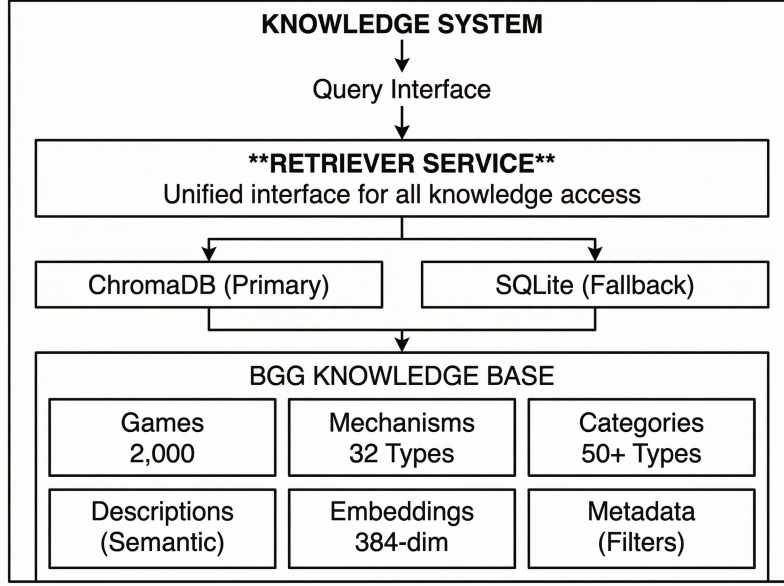 KNOWLEDGE SYSTEM
Query Interface
**RETRIEVER SERVICE**
Unified interface for all knowledge access
ChromaDB (Primary)
SQLite (Fallback)
BGG KNOWLEDGE BASE
Games
2,000
Mechanisms
32 Types
Categories
50+ Types
Descriptions
(Semantic)
Embeddings
384-dim
Metadata
(Filters)